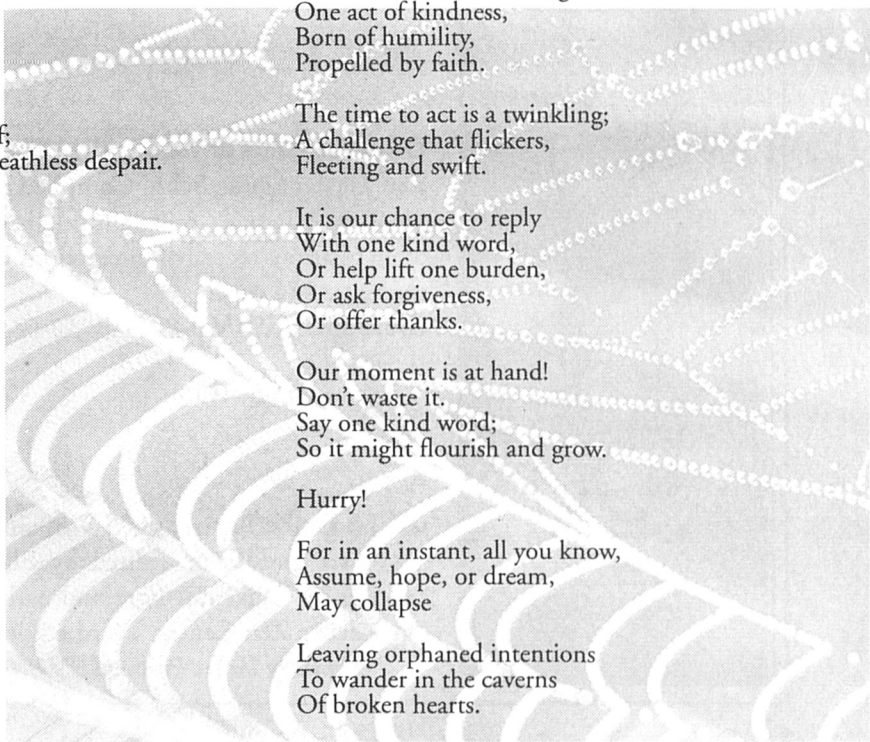 f;
eathless despair.

One act of kindness,
Born of humility,
Propelled by faith.

The time to act is a twinkling;
A challenge that flickers,
Fleeting and swift.

It is our chance to reply
With one kind word,
Or help lift one burden,
Or ask forgiveness,
Or offer thanks.

Our moment is at hand!
Don't waste it.
Say one kind word;
So it might flourish and grow.

Hurry!

For in an instant, all you know,
Assume, hope, or dream,
May collapse

Leaving orphaned intentions
To wander in the caverns
Of broken hearts.